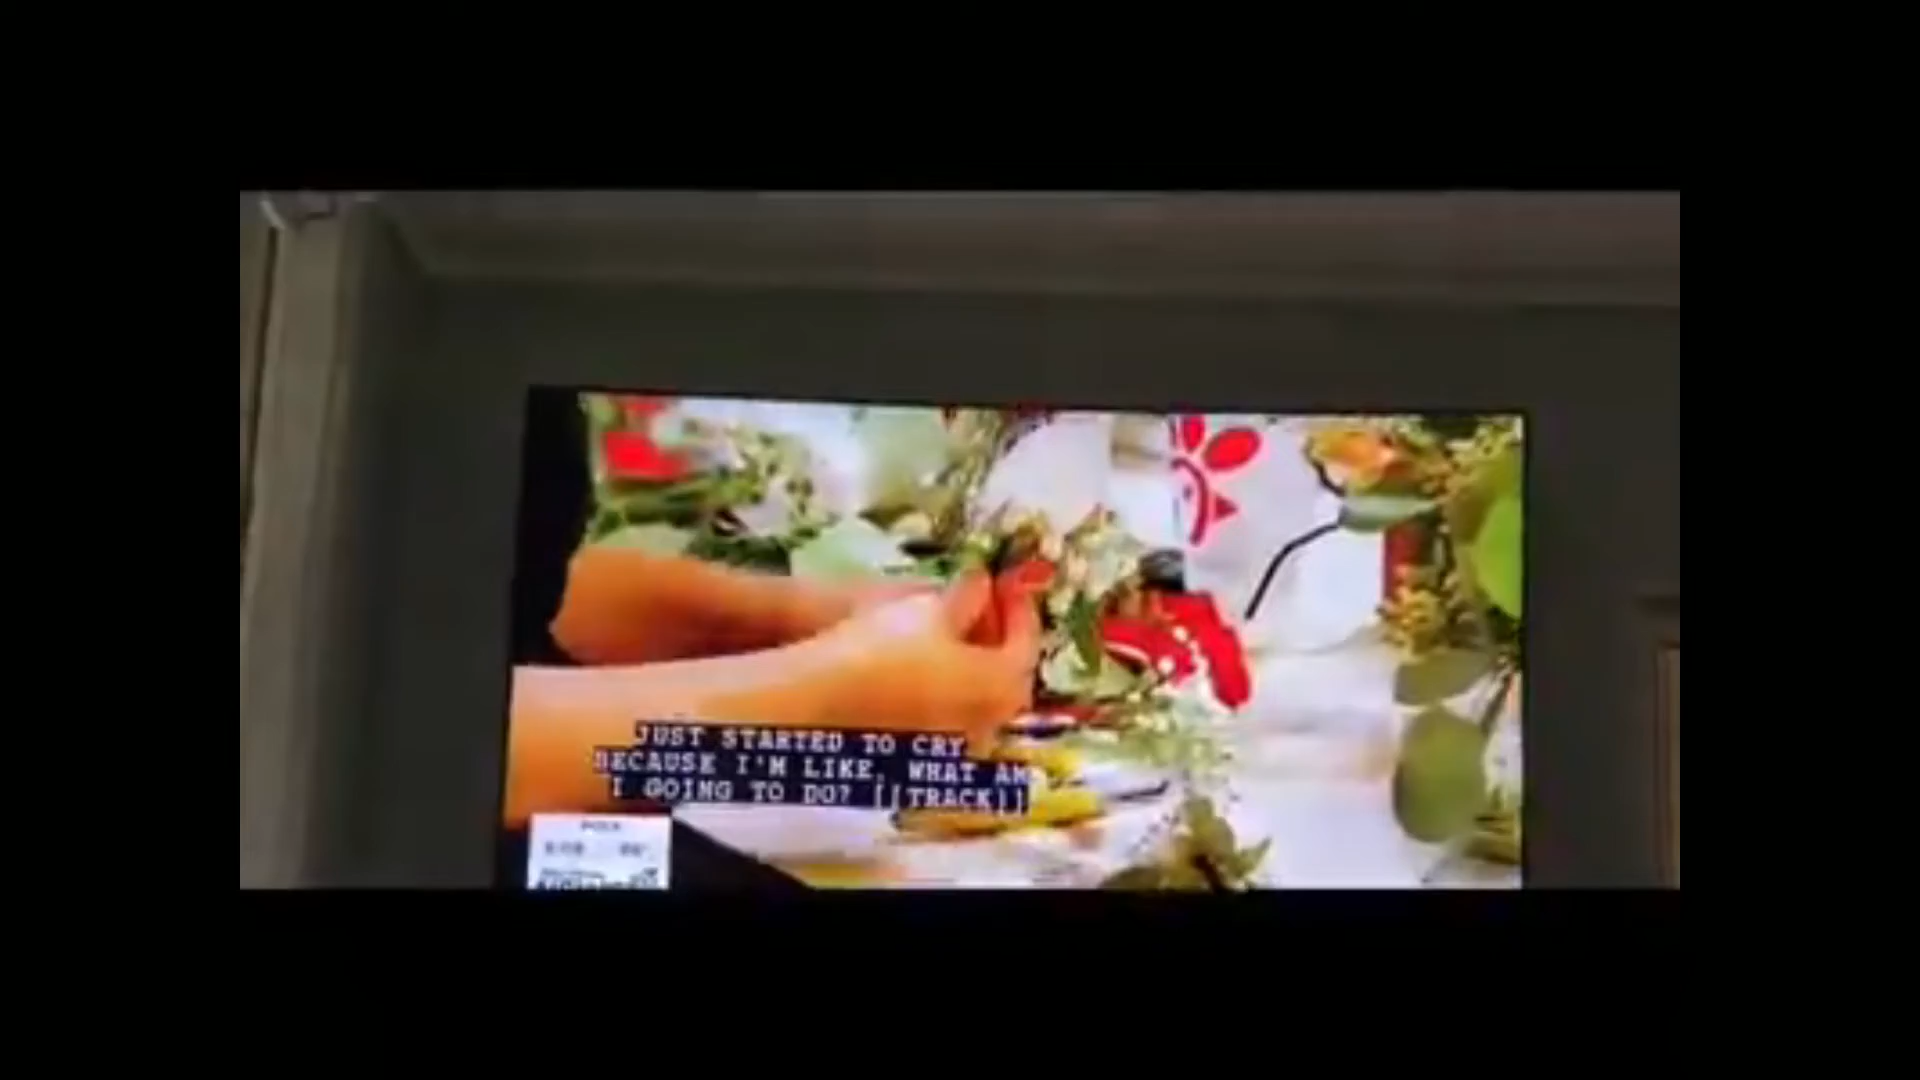 JUST STARTED TO CRY
BECAUSE I'M LIKE, WHAT AM
I GOING TO DO? [[TRACK]]